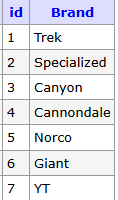 id Brand
1 Trek
2 Specialized
3 Canyon
4 Cannondale
5 Norco
6 Giant
7 YT